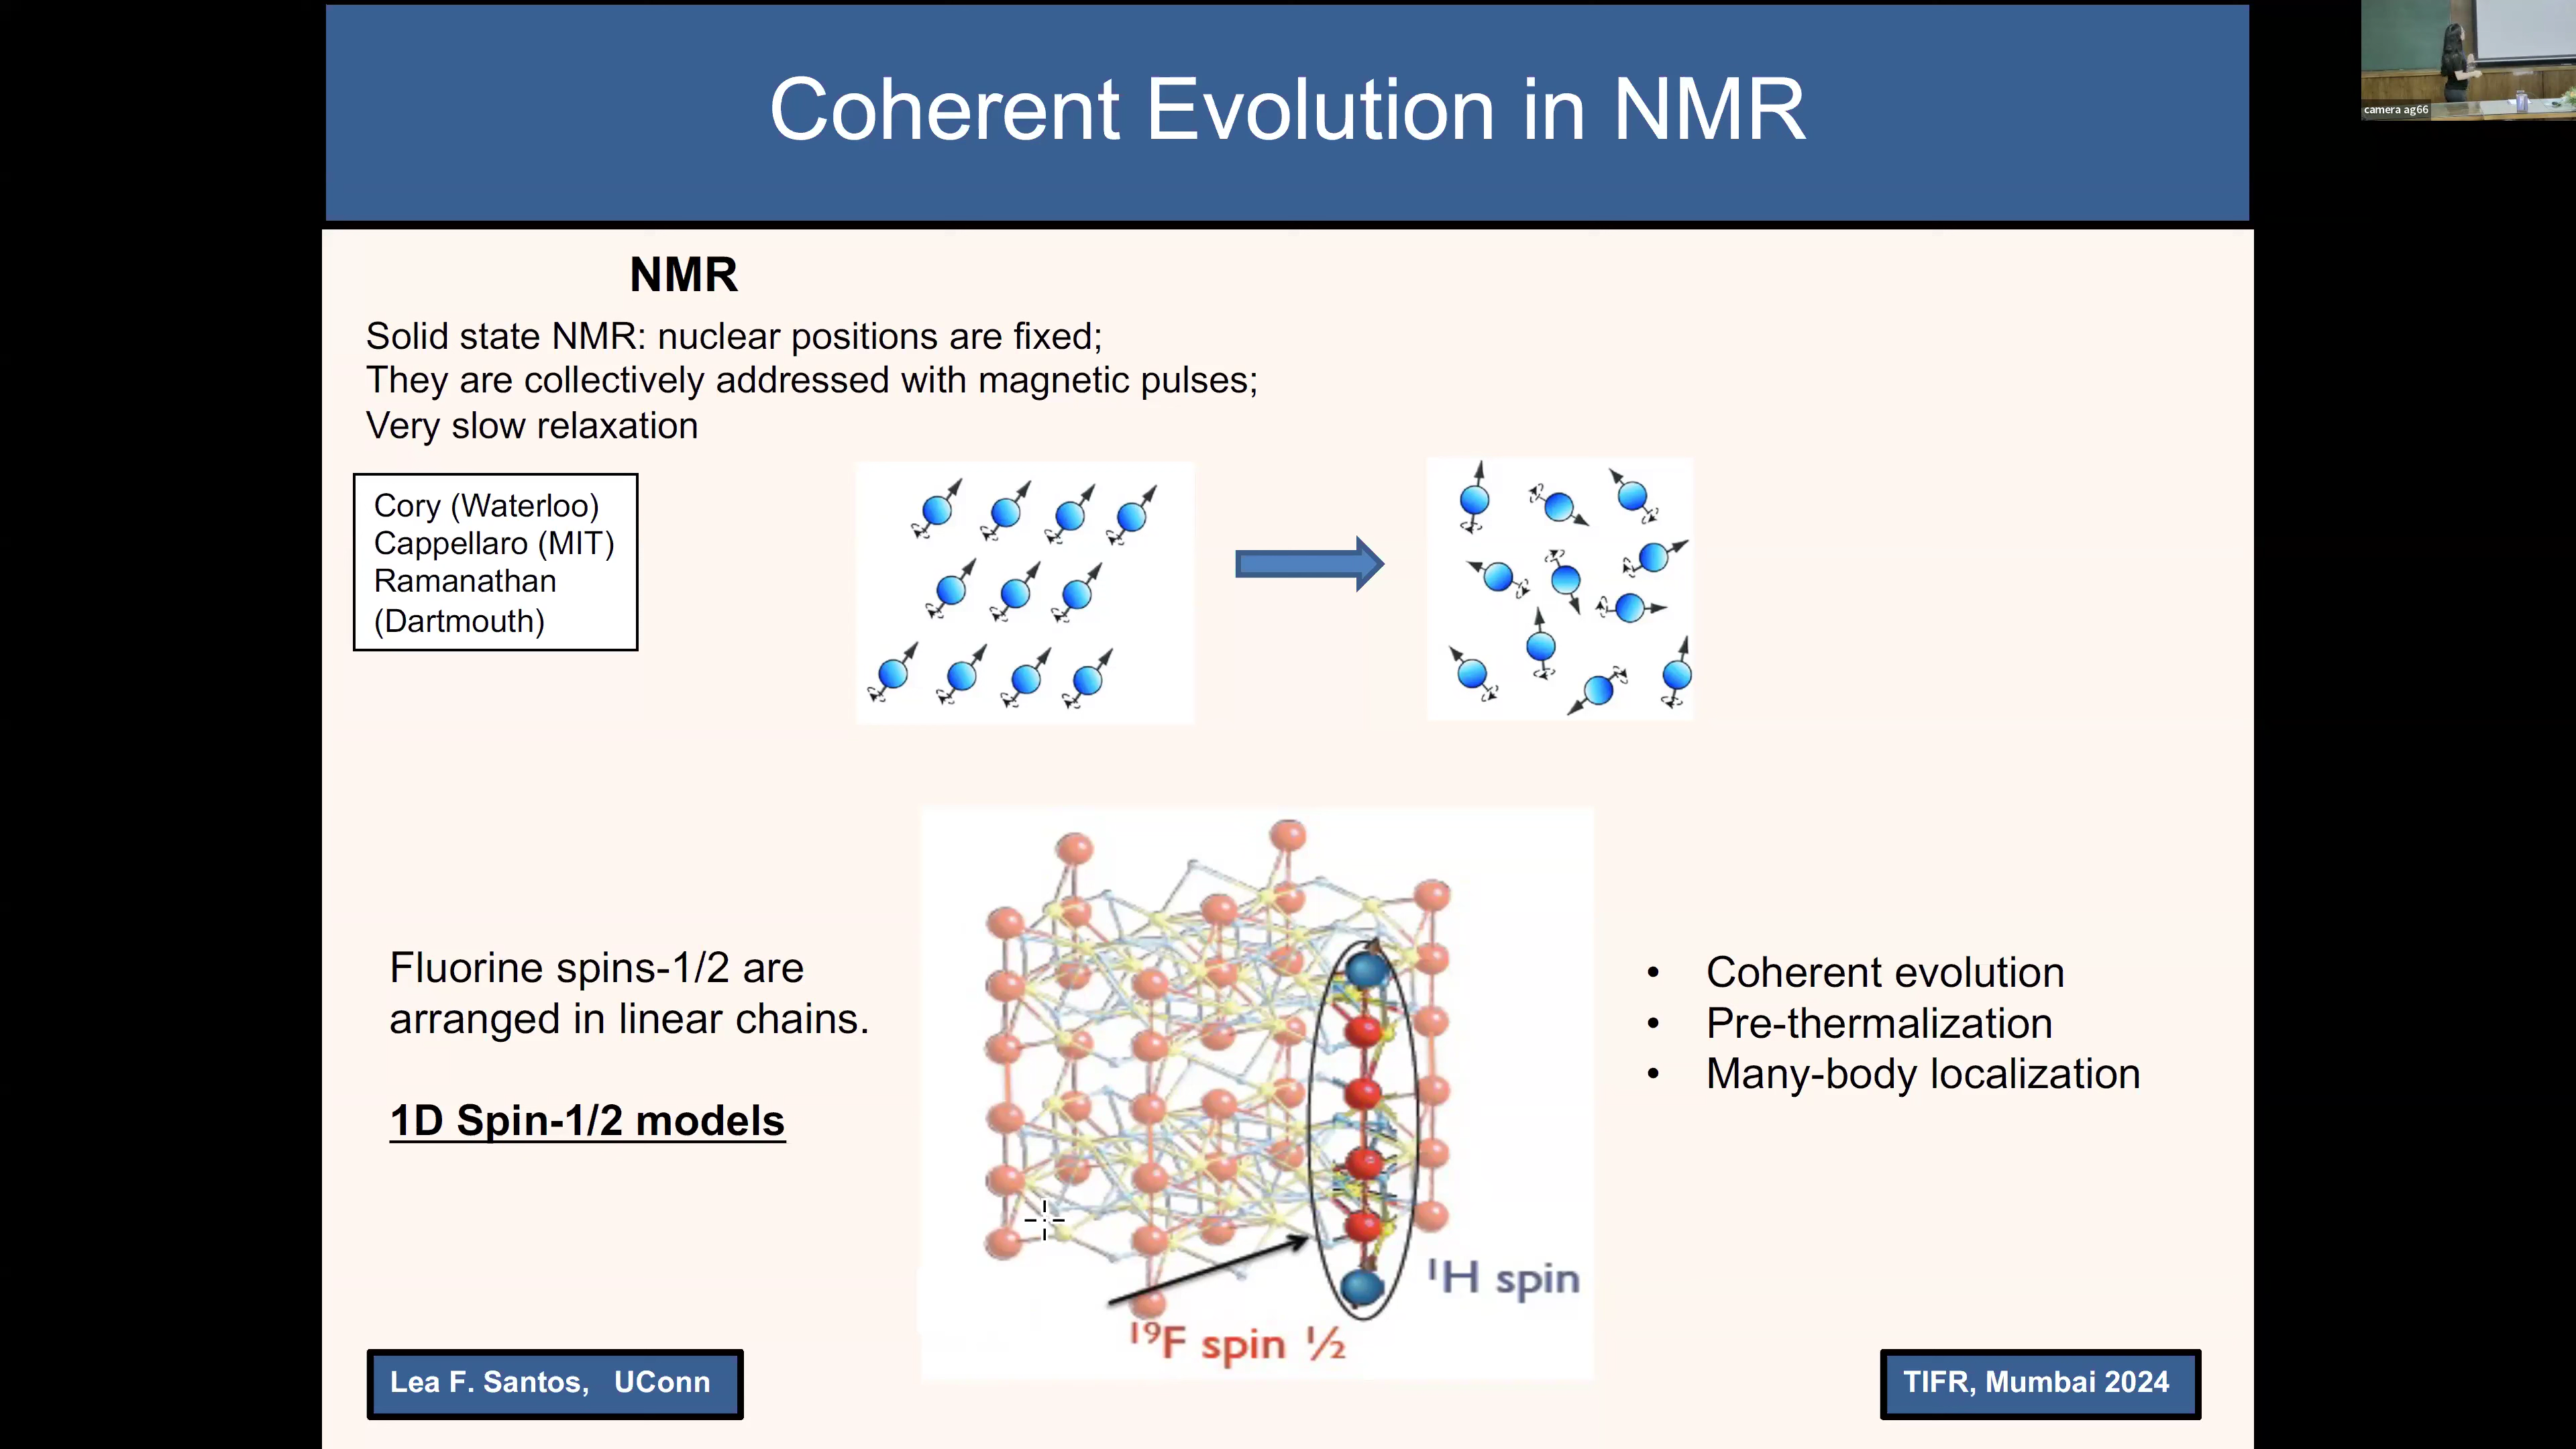 Coherent Evolution in NMR
camera ag66
NMR
Solid state NMR: nuclear positions are fixed;
They are collectively addressed with magnetic pulses;
Very slow relaxation
Cory (Waterloo)
Cappellaro (MIT)
Ramanathan
(Dartmouth)
Fluorine spins-1/2 are
arranged in linear chains.
1D Spin-1/2 models
¹H spin
¹⁹F spin ½
• Coherent evolution
• Pre-thermalization
• Many-body localization
Lea F. Santos, UConn
TIFR, Mumbai 2024